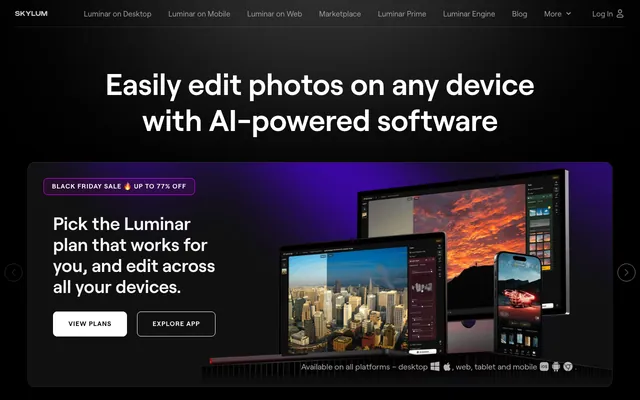 SKYLUM
Luminar on Desktop
Luminar on Mobile
Luminar on Web
Marketplace
Luminar Prime
Luminar Engine
Blog
More
Log In
Easily edit photos on any device
with AI-powered software
BLACK FRIDAY SALE 🔥 UP TO 77% OFF
Pick the Luminar
plan that works for
you, and edit across
all your devices.
VIEW PLANS
EXPLORE APP
Available on all platforms – desktop , web, tablet and mobile .